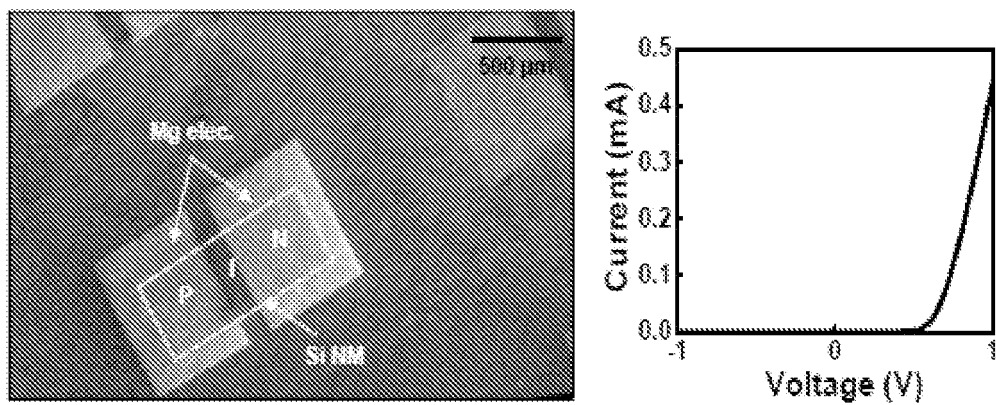 500 µm
Mg elec.
N
I
P
Si NM
Current (mA)
0.5
0.4
0.3
0.2
0.1
0.0
-1
0
1
Voltage (V)